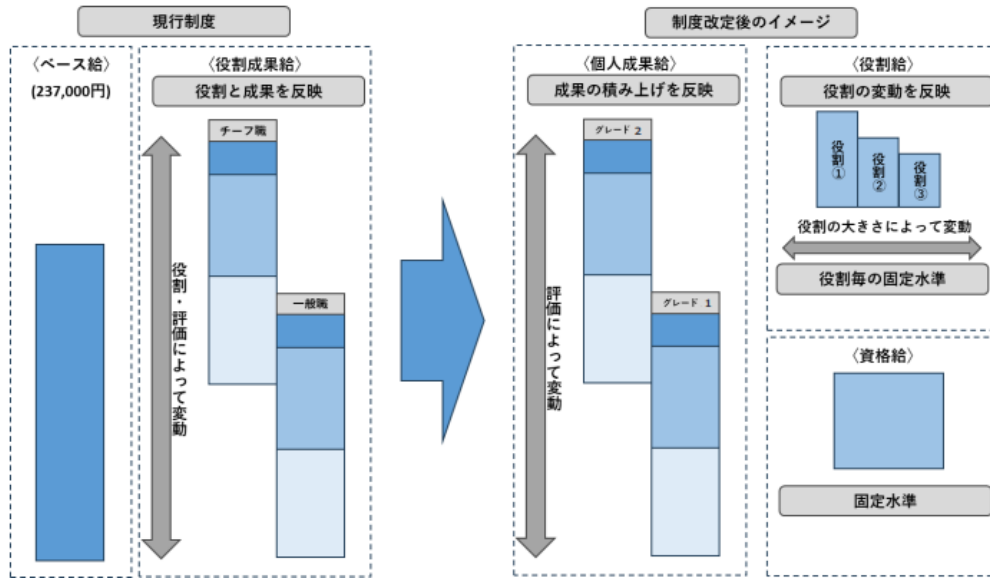 現行制度
〈ベース給〉
(237,000円)
〈役割成果給〉
役割と成果を反映
チーフ職
一般職
役割・評価によって変動
制度改定後のイメージ
〈個人成果給〉
成果の積み上げを反映
グレード 2
グレード 1
評価によって変動
〈役割給〉
役割の変動を反映
役割①
役割②
役割③
役割の大きさによって変動
役割毎の固定水準
〈資格給〉
固定水準